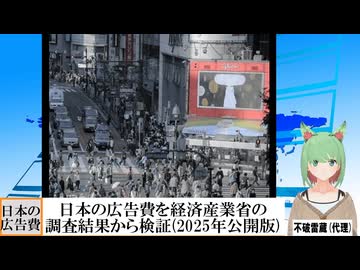 日本の
広告費
日本の広告費を経済産業省の
調査結果から検証(2025年公開版)
不破雷蔵(代理)